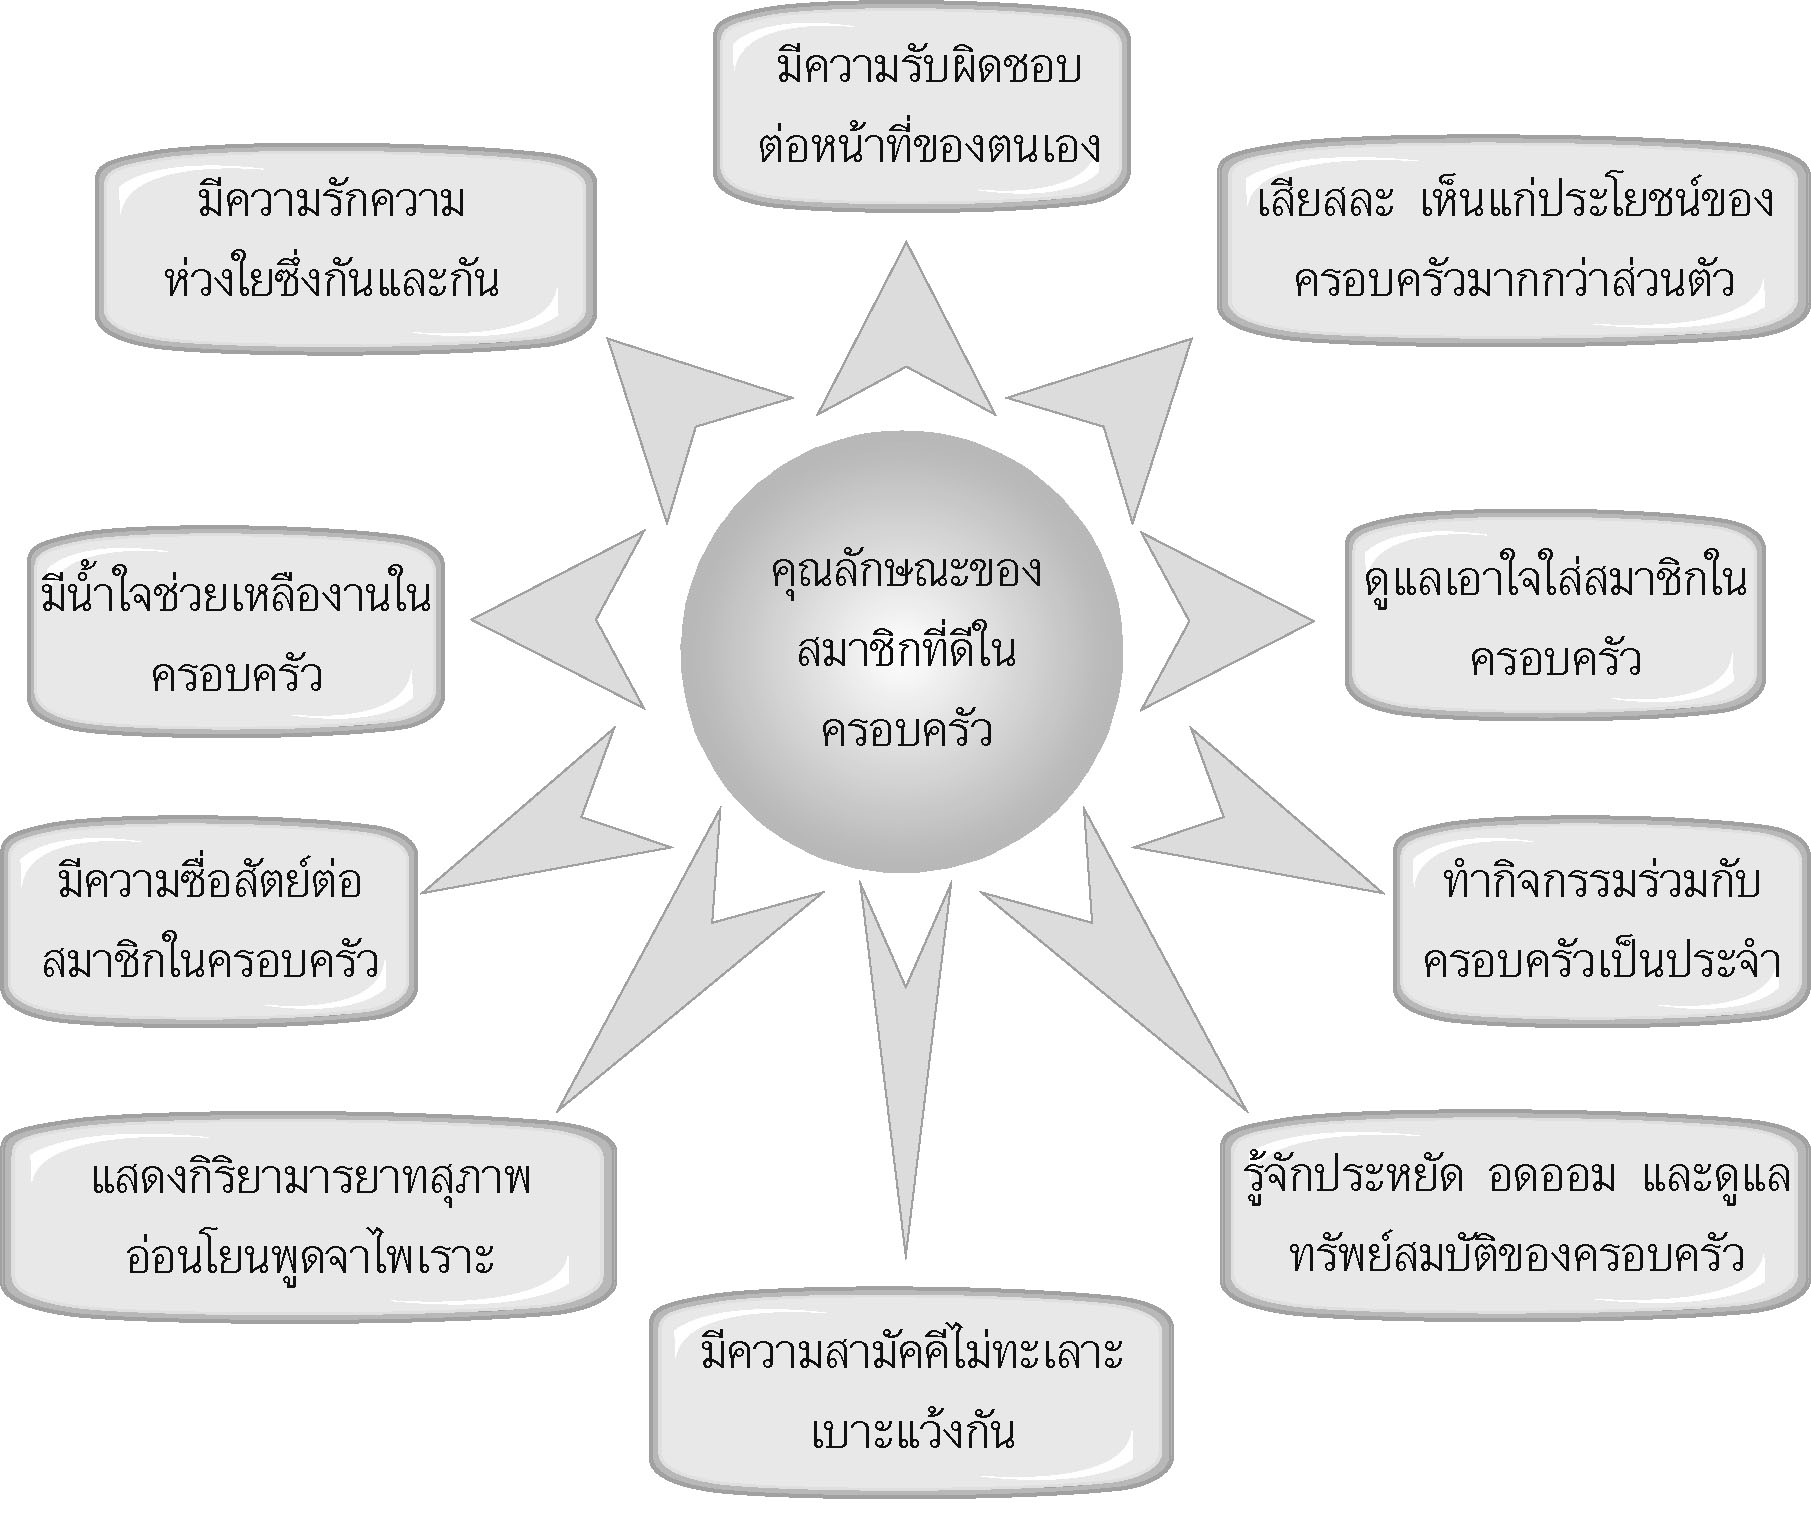 มีความรับผิดชอบ
ต่อหน้าที่ของตนเอง
มีความรักความ
ห่วงใยซึ่งกันและกัน
เสียสละ เห็นแก่ประโยชน์ของ
ครอบครัวมากกว่าส่วนตัว
คุณลักษณะของ
สมาชิกที่ดีใน
ครอบครัว
มีน้ำใจช่วยเหลืองานใน
ครอบครัว
ดูแลเอาใจใส่สมาชิกใน
ครอบครัว
มีความซื่อสัตย์ต่อ
สมาชิกในครอบครัว
ทำกิจกรรมร่วมกับ
ครอบครัวเป็นประจำ
แสดงกิริยามารยาทสุภาพ
อ่อนโยนพูดจาไพเราะ
รู้จักประหยัด อดออม และดูแล
ทรัพย์สมบัติของครอบครัว
มีความสามัคคีไม่ทะเลาะ
เบาะแว้งกัน